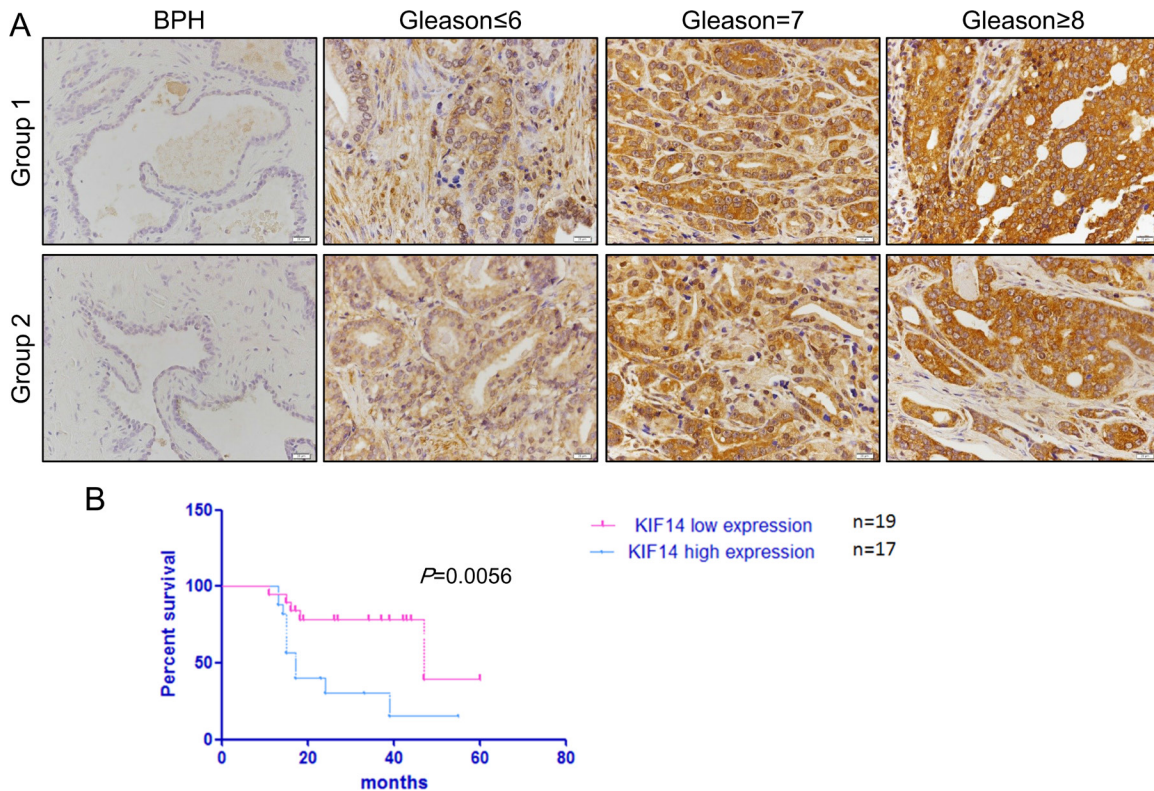 A
BPH
Gleason≤6
Gleason=7
Gleason≥8
Group 1
Group 2
B
150
100
50
0
Percent survival
0
20
40
60
80
months
P=0.0056
KIF14 low expression
n=19
KIF14 high expression
n=17